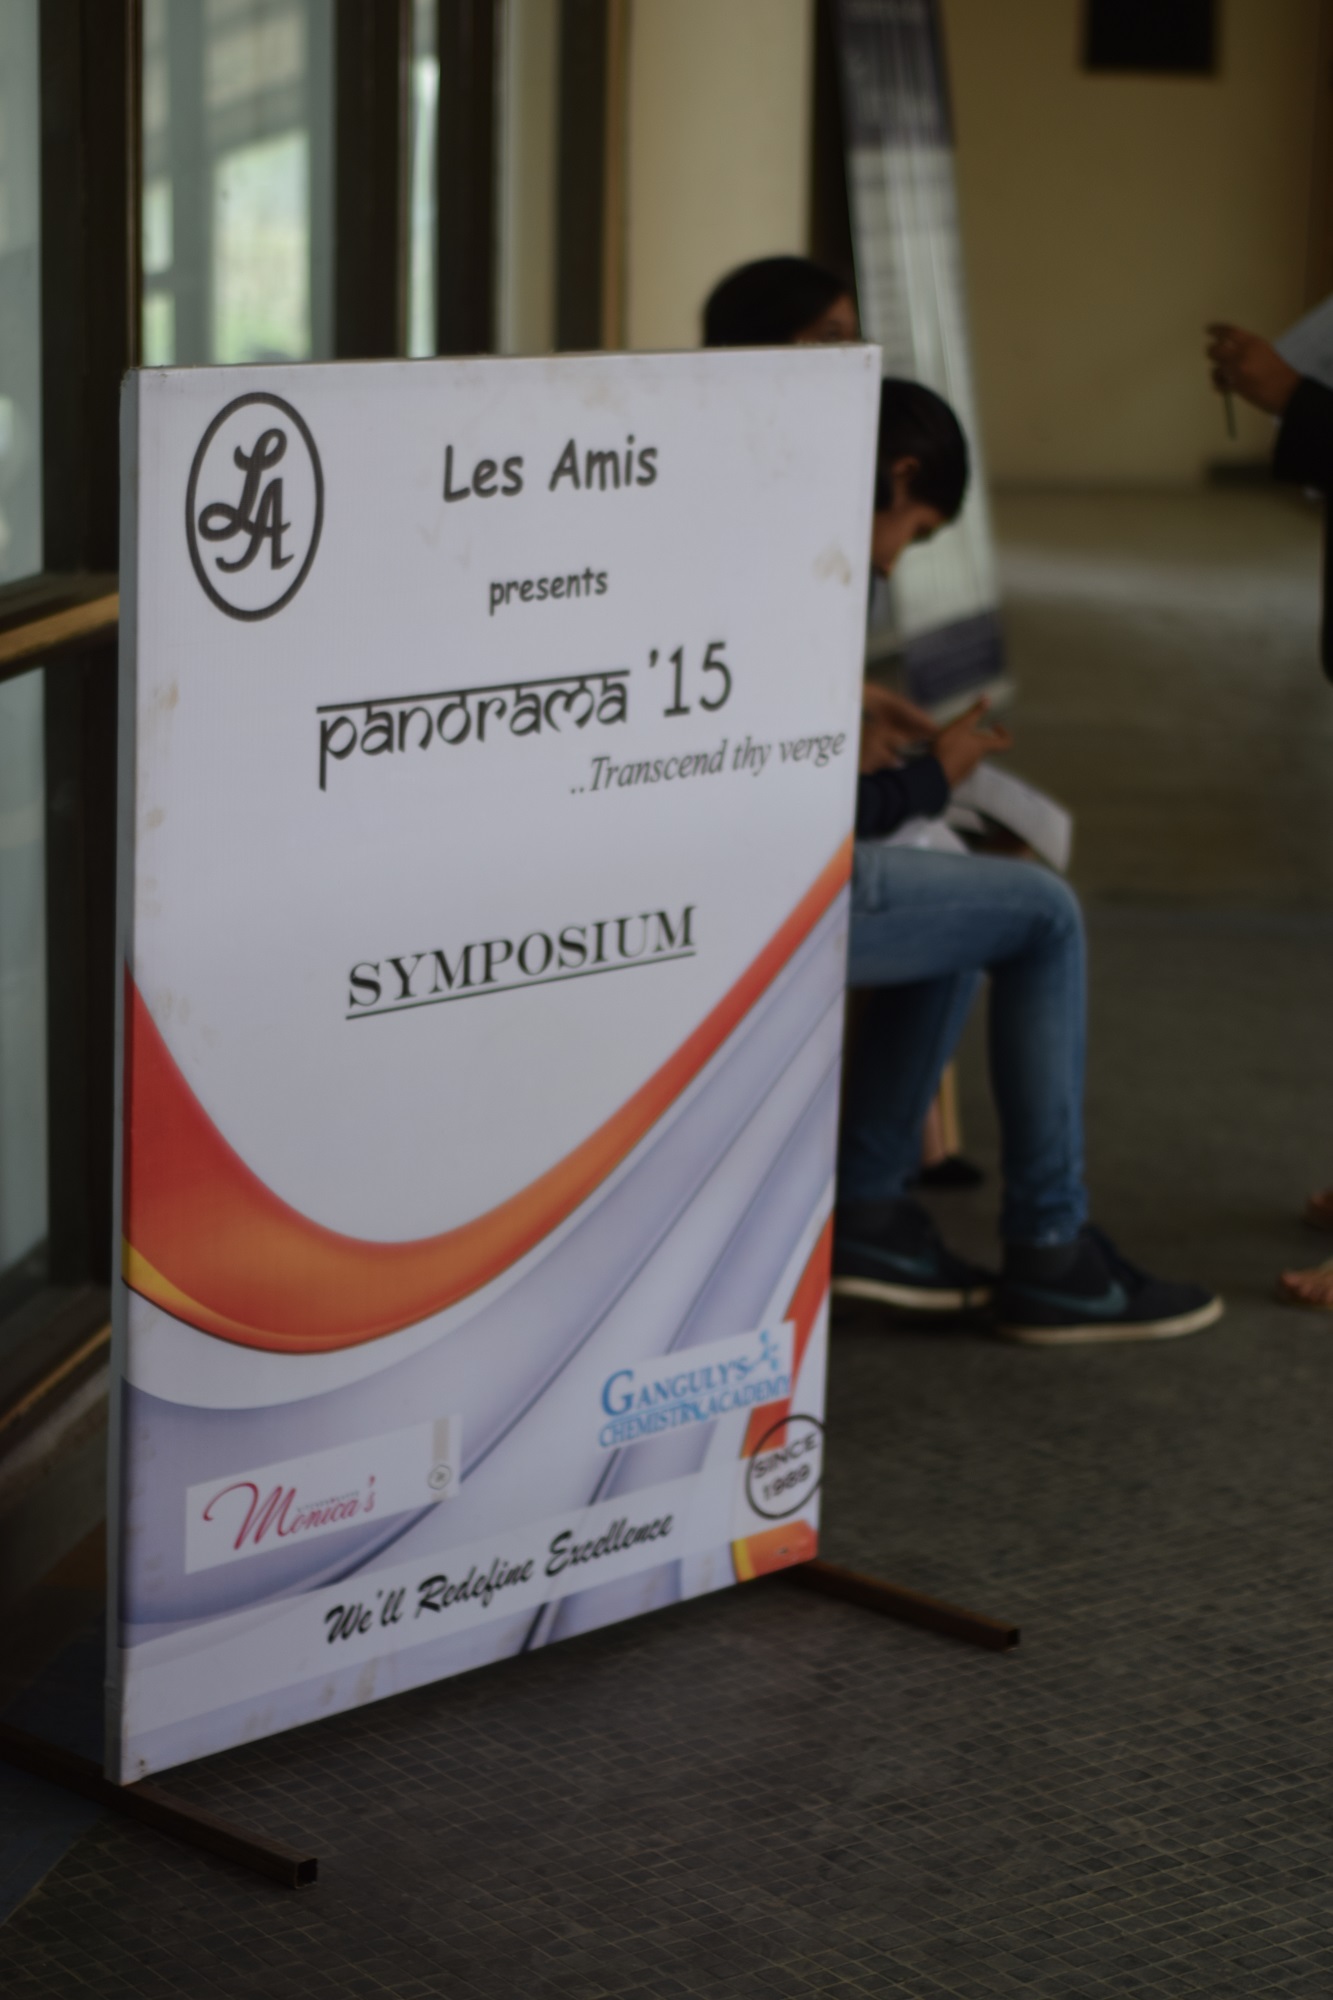 LA
Les Amis
presents
panorama '15
..Transcend thy verge
SYMPOSIUM
GANGULY'S
CHEMISTRY ACADEMY
SINCE
1989
Monica's
We'll Redefine Excellence